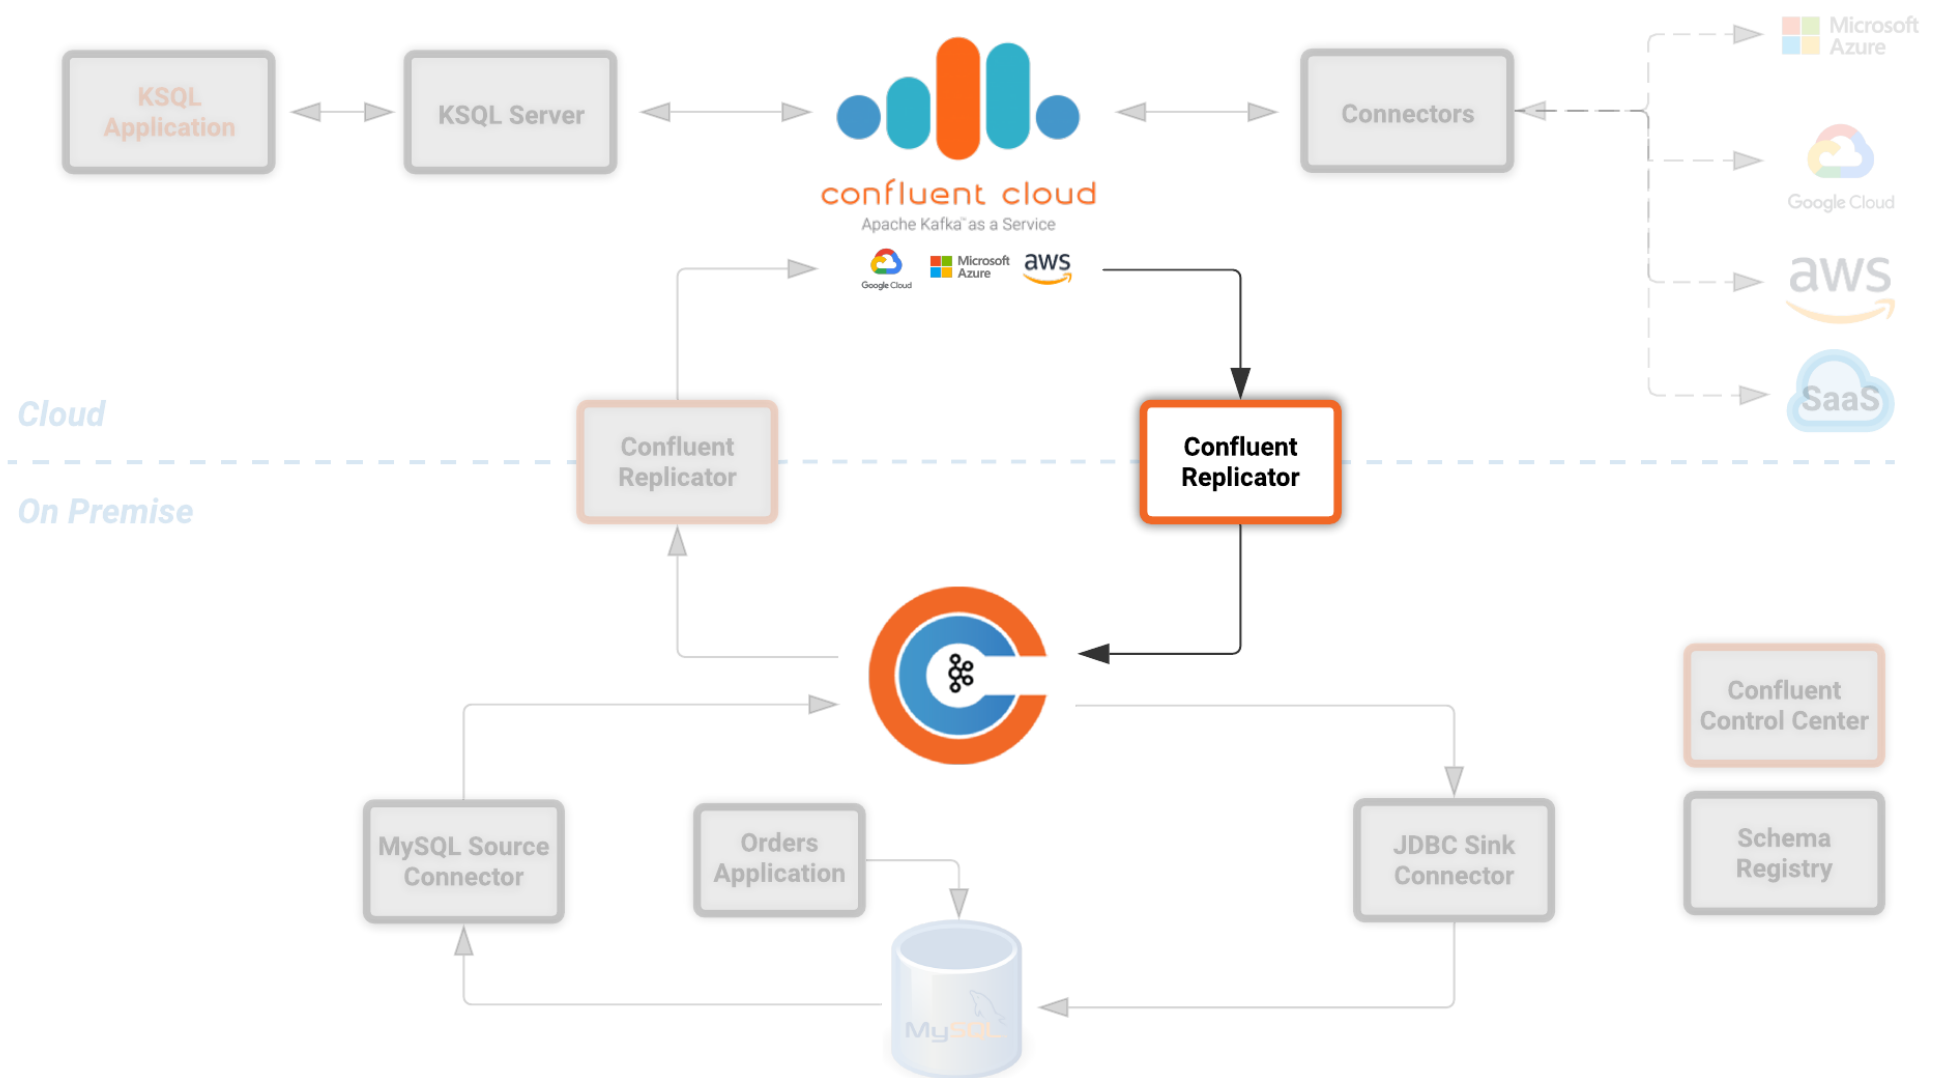 KSQL
Application
KSQL Server
confluent cloud
Apache Kafka™ as a Service
Google Cloud
Microsoft
Azure
aws
Connectors
Microsoft
Azure
Google Cloud
aws
SaaS
Cloud
On Premise
Confluent
Replicator
Confluent
Replicator
Confluent
Control Center
Schema
Registry
MySQL Source
Connector
Orders
Application
JDBC Sink
Connector
MySQL